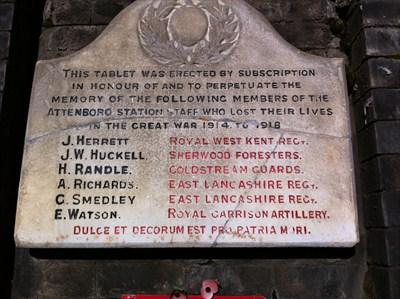 THIS TABLET WAS ERECTED BY SUBSCRIPTION
IN HONOUR OF AND TO PERPETUATE THE
MEMORY OF THE FOLLOWING MEMBERS OF THE
ATTENBORO STATION STAFF WHO LOST THEIR LIVES
IN THE GREAT WAR 1914 TO 1918
J. HERRETT ROYAL WEST KENT REGT.
J.W. HUCKELL. SHERWOOD FORESTERS.
H. RANDLE. COLDSTREAM GUARDS.
A. RICHARDS. EAST LANCASHIRE REGT.
C. SMEDLEY EAST LANCASHIRE REGT.
E. WATSON. ROYAL GARRISON ARTILLERY.
DULCE ET DECORUM EST PRO PATRIA MORI.